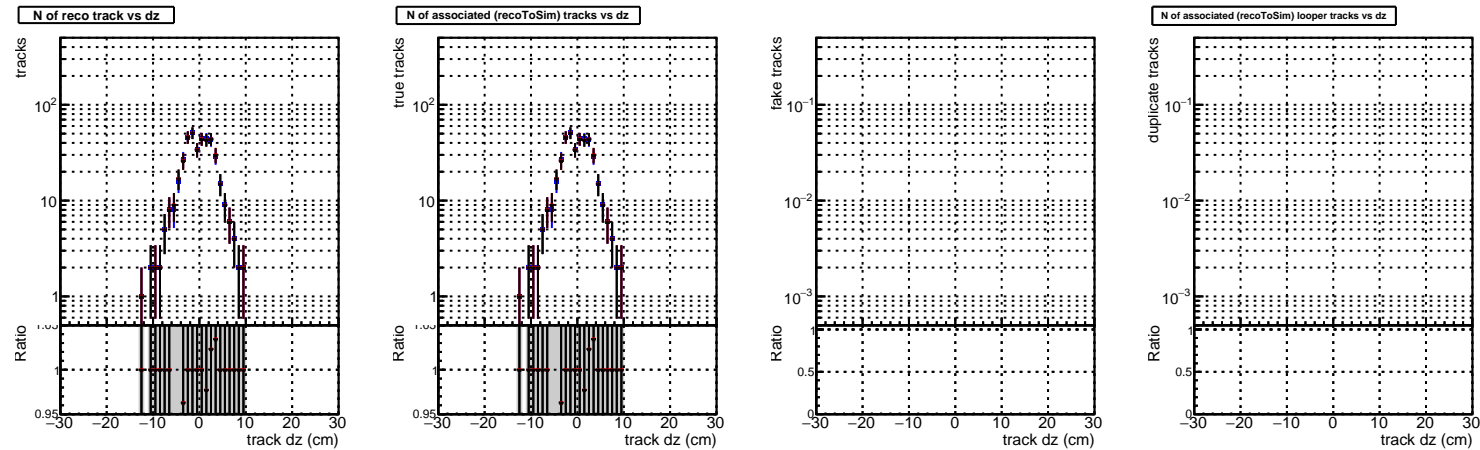 N of reco track vs dz
tracks
10²
10
1
Ratio
1
0.95
−30 −20 −10 0 10 20 30
track dz (cm)
N of associated (recoToSim) tracks vs dz
true tracks
10²
10
1
Ratio
1
0.95
−30 −20 −10 0 10 20 30
track dz (cm)
fake tracks
10⁻¹
10⁻²
10⁻³
Ratio
1
0.5
0
−30 −20 −10 0 10 20 30
track dz (cm)
N of associated (recoToSim) looper tracks vs dz
duplicate tracks
10⁻¹
10⁻²
10⁻³
Ratio
1
0.5
0
−30 −20 −10 0 10 20 30
track dz (cm)